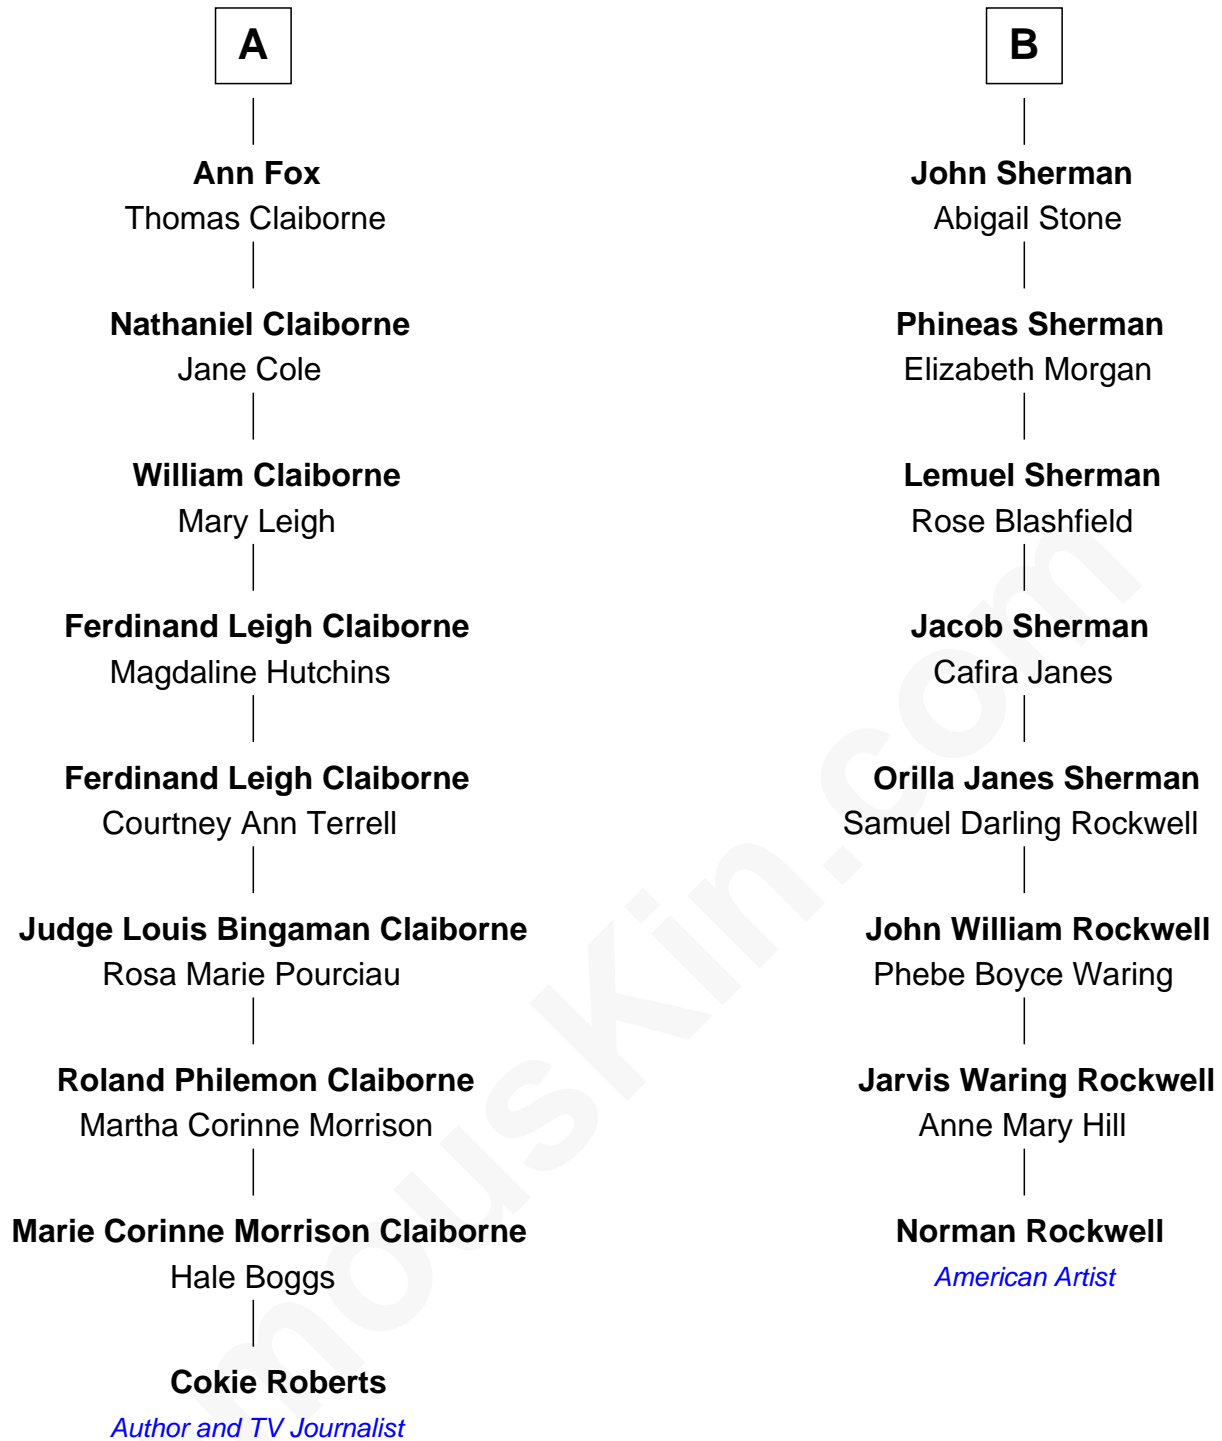 A
Ann Fox
Thomas Claiborne
Nathaniel Claiborne
Jane Cole
William Claiborne
Mary Leigh
Ferdinand Leigh Claiborne
Magdaline Hutchins
Ferdinand Leigh Claiborne
Courtney Ann Terrell
Judge Louis Bingaman Claiborne
Rosa Marie Pourciau
Roland Philemon Claiborne
Martha Corinne Morrison
Marie Corinne Morrison Claiborne
Hale Boggs
Cokie Roberts
Author and TV Journalist
B
John Sherman
Abigail Stone
Phineas Sherman
Elizabeth Morgan
Lemuel Sherman
Rose Blashfield
Jacob Sherman
Cafira Janes
Orilla Janes Sherman
Samuel Darling Rockwell
John William Rockwell
Phebe Boyce Waring
Jarvis Waring Rockwell
Anne Mary Hill
Norman Rockwell
American Artist
mousKin.com